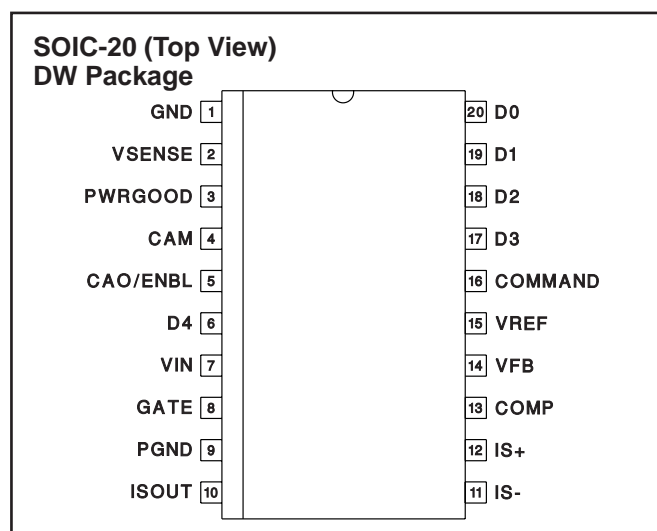 SOIC-20 (Top View)
DW Package
GND 1
VSENSE 2
PWRGOOD 3
CAM 4
CAO/ENBL 5
D4 6
VIN 7
GATE 8
PGND 9
ISOUT 10
20 D0
19 D1
18 D2
17 D3
16 COMMAND
15 VREF
14 VFB
13 COMP
12 IS+
11 IS-